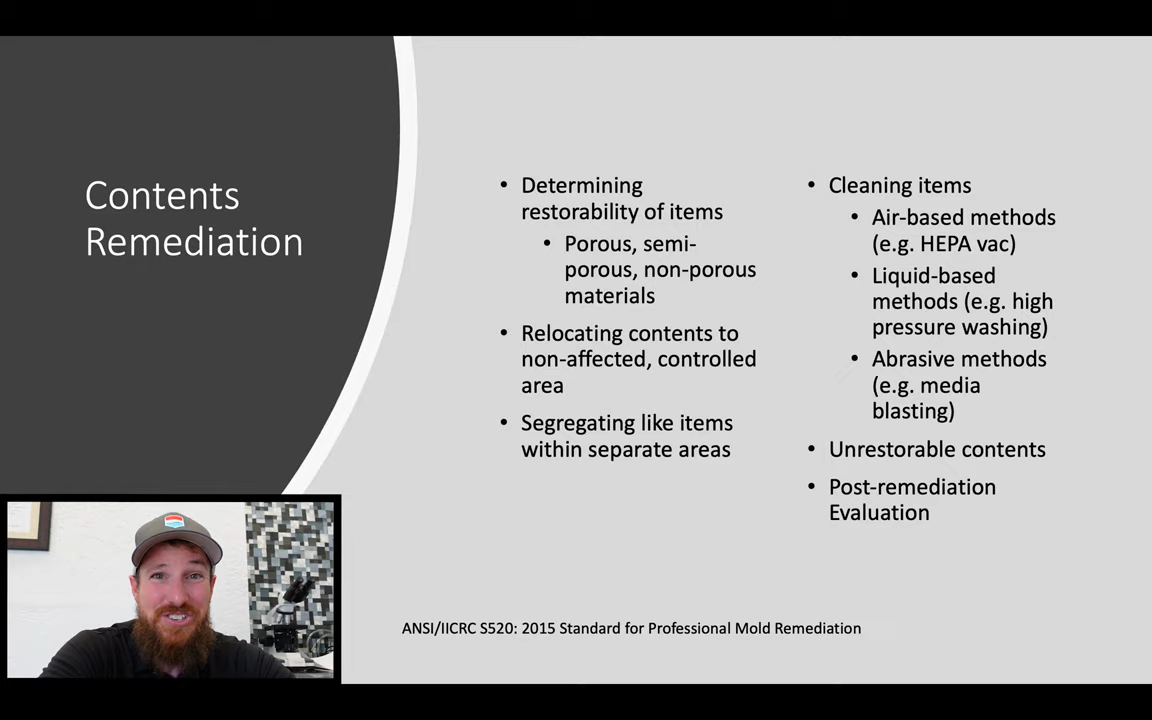 Contents
Remediation
• Determining
restorability of items
• Porous, semi-
porous, non-porous
materials
• Relocating contents to
non-affected, controlled
area
• Segregating like items
within separate areas
• Cleaning items
• Air-based methods
(e.g. HEPA vac)
• Liquid-based
methods (e.g. high
pressure washing)
• Abrasive methods
(e.g. media
blasting)
• Unrestorable contents
• Post-remediation
Evaluation
ANSI/IICRC S520: 2015 Standard for Professional Mold Remediation